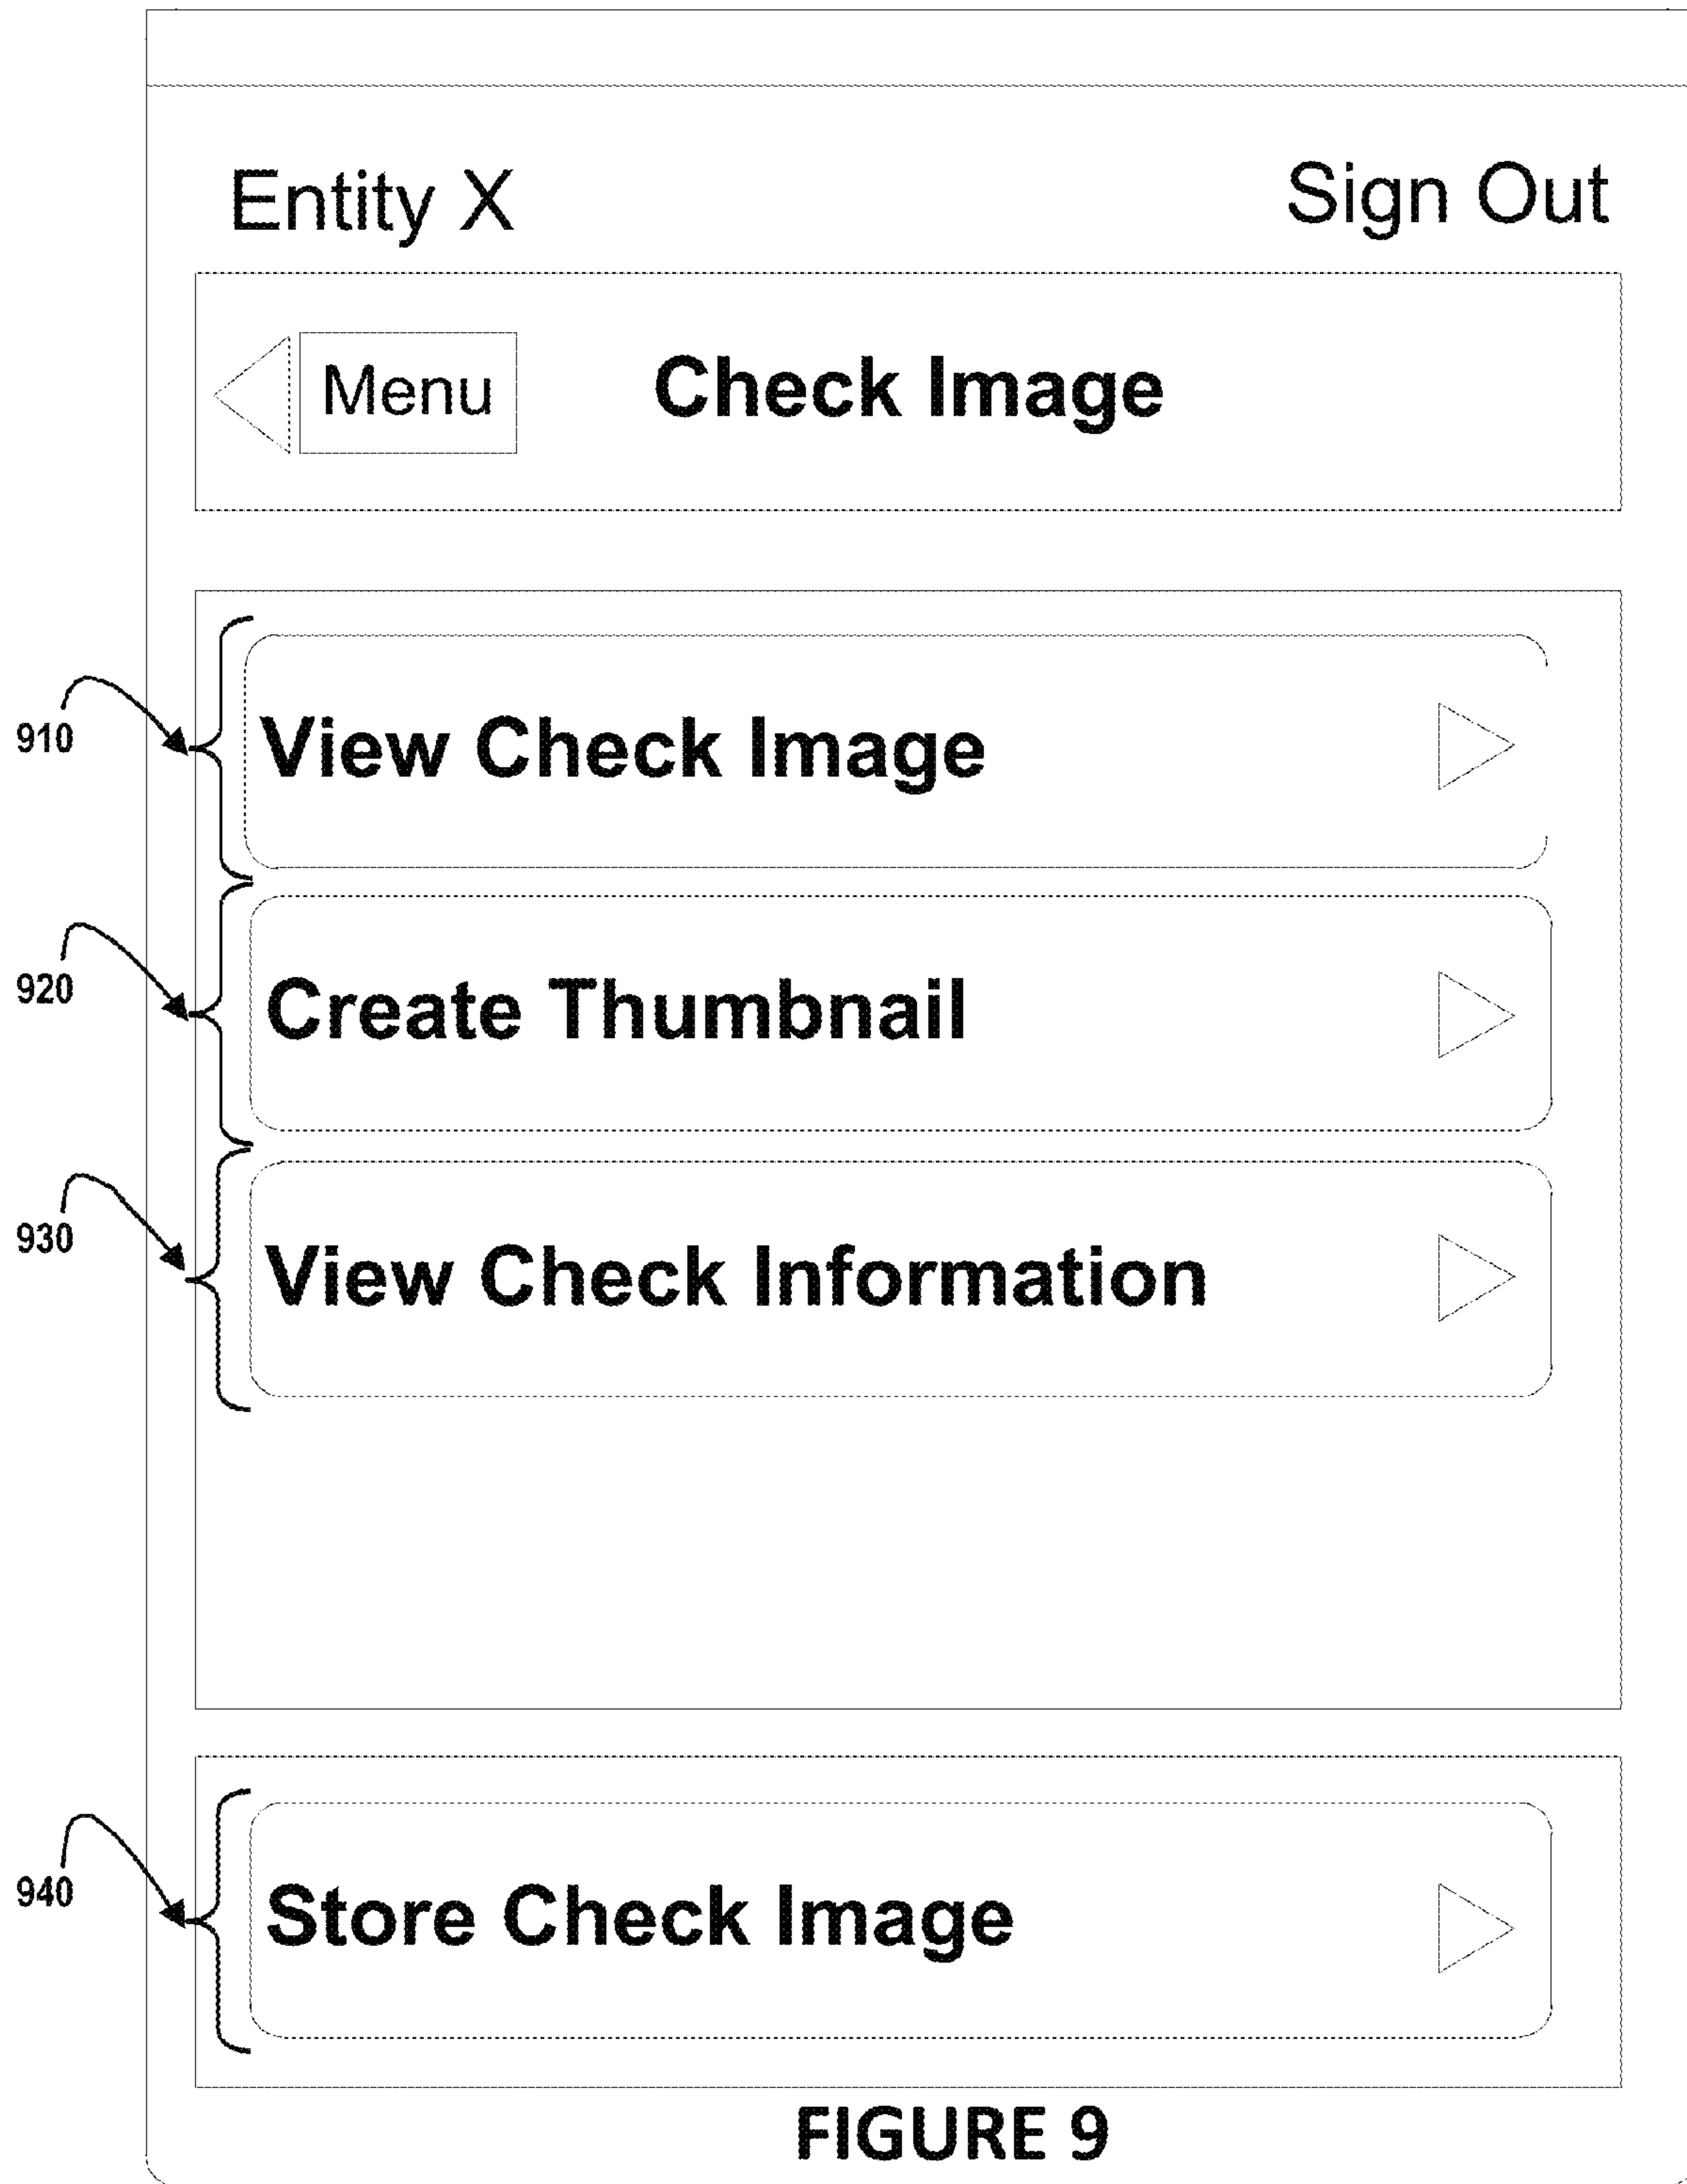 Entity X Sign Out
Menu Check Image
910 View Check Image
920 Create Thumbnail
930 View Check Information
940 Store Check Image
FIGURE 9